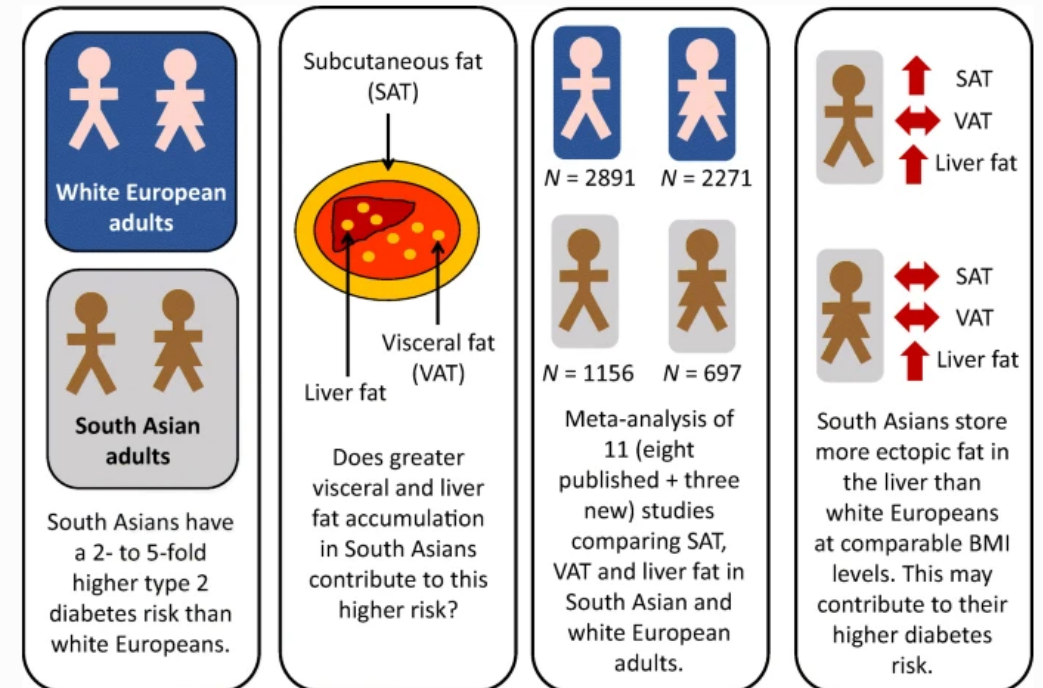 White European
adults
South Asian
adults
South Asians have
a 2- to 5-fold
higher type 2
diabetes risk than
white Europeans.
Subcutaneous fat
(SAT)
Visceral fat
(VAT)
Liver fat
Does greater
visceral and liver
fat accumulation
in South Asians
contribute to this
higher risk?
N = 2891
N = 2271
N = 1156
N = 697
Meta-analysis of
11 (eight
published + three
new) studies
comparing SAT,
VAT and liver fat in
South Asian and
white European
adults.
SAT
VAT
Liver fat
SAT
VAT
Liver fat
South Asians store
more ectopic fat in
the liver than
white Europeans
at comparable BMI
levels. This may
contribute to their
higher diabetes
risk.